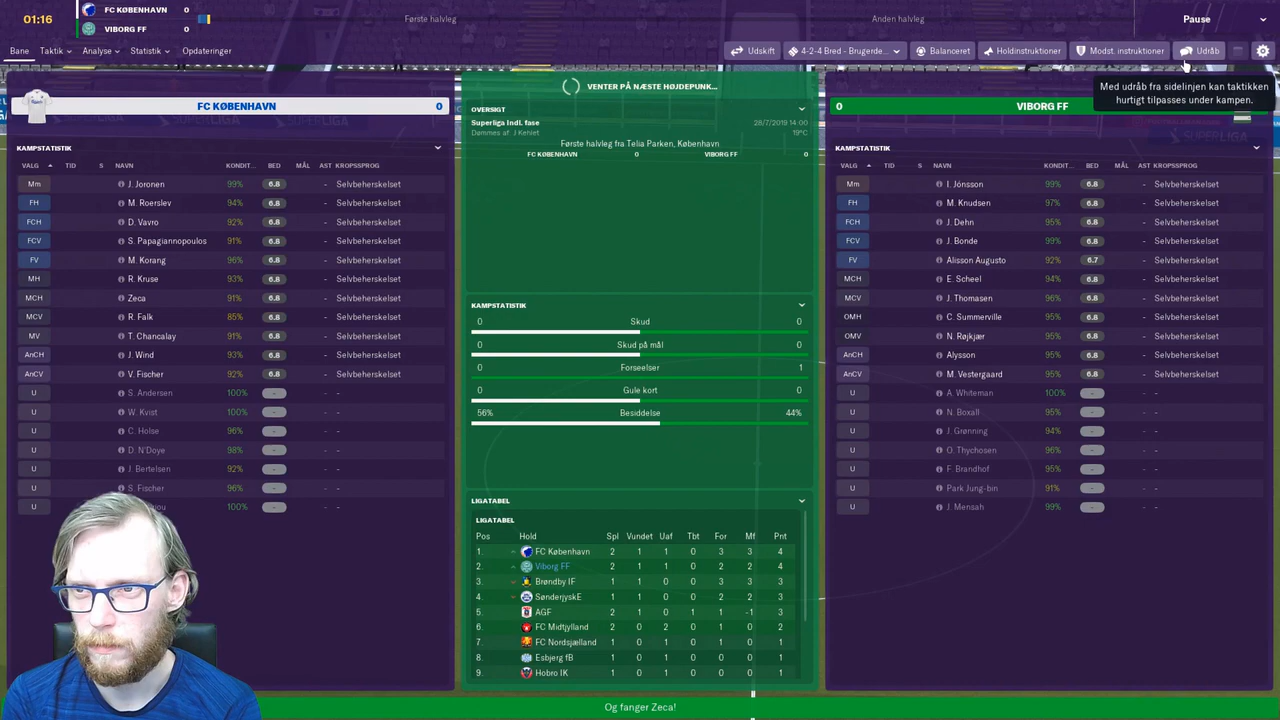 01:16
FC KØBENHAVN 0
VIBORG FF 0
Første halvleg
Anden halvleg
Pause
Bane Taktik Analyse Statistik Opdateringer
Udskift 4-2-4 Bred - Brugerde... Balanceret Holdinstruktioner Modst. instruktioner Udråb
Med udråb fra sidelinjen kan taktikken
hurtigt tilpasses under kampen.
FC KØBENHAVN 0
KAMPSTATISTIK
VALG TID S NAVN KONDIT... BED MÅL AST KROPSSPROG
Mm J. Joronen 99% 6.8 - Selvbeherskelset
FH M. Roerslev 94% 6.8 - Selvbeherskelset
FCH D. Vavro 92% 6.8 - Selvbeherskelset
FCV S. Papagiannopoulos 91% 6.8 - Selvbeherskelset
FV M. Korang 96% 6.8 - Selvbeherskelset
MH R. Kruse 93% 6.8 - Selvbeherskelset
MCH Zeca 91% 6.8 - Selvbeherskelset
MCV R. Falk 85% 6.8 - Selvbeherskelset
MV T. Chancalay 91% 6.8 - Selvbeherskelset
AnCH J. Wind 93% 6.8 - Selvbeherskelset
AnCV V. Fischer 92% 6.8 - Selvbeherskelset
U S. Andersen 100% - - -
U W. Kvist 100% - - -
U C. Holse 96% - - -
U D. N'Doye 98% - - -
U J. Bertelsen 92% - - -
U S. Fischer 96% - - -
100% - - -
VENTER PÅ NÆSTE HØJDEPUNK...
OVERSIGT
Superliga Indl. fase 28/7/2019 14:00
Dømmes af: J Kehlet 19°C
Første halvleg fra Telia Parken, København
FC KØBENHAVN 0 VIBORG FF 0
KAMPSTATISTIK
0 Skud 0
0 Skud på mål 0
0 Forseelser 1
0 Gule kort 0
56% Besiddelse 44%
LIGATABEL
LIGATABEL
Pos Hold Spl Vundet Uaf Tbt For Mf Pnt
1. FC København 2 1 1 0 3 3 4
2. Viborg FF 2 1 1 0 2 2 4
3. Brøndby IF 1 1 0 0 3 3 3
4. SønderjyskE 1 1 0 0 2 2 3
5. AGF 2 1 0 1 1 -1 3
6. FC Midtjylland 2 0 2 0 1 0 2
7. FC Nordsjælland 1 0 1 0 1 0 1
8. Esbjerg fB 1 0 1 0 0 0 1
9. Hobro IK 1 0 1 0 0 0 1
0 VIBORG FF
SUPERLIGA
KAMPSTATISTIK
VALG TID S NAVN KONDIT... BED MÅL AST KROPSSPROG
Mm I. Jónsson 99% 6.8 - Selvbeherskelset
FH M. Knudsen 97% 6.8 - Selvbeherskelset
FCH J. Dehn 95% 6.8 - Selvbeherskelset
FCV J. Bonde 99% 6.8 - Selvbeherskelset
FV Alisson Augusto 92% 6.7 - Selvbeherskelset
MCH E. Scheel 94% 6.8 - Selvbeherskelset
MCV J. Thomasen 96% 6.8 - Selvbeherskelset
OMH C. Summerville 95% 6.8 - Selvbeherskelset
OMV N. Røjkjær 95% 6.8 - Selvbeherskelset
AnCH Alysson 95% 6.8 - Selvbeherskelset
AnCV M. Vestergaard 95% 6.8 - Selvbeherskelset
U A. Whiteman 100% - - -
U N. Boxall 95% - - -
U J. Grønning 94% - - -
U O. Thychosen 96% - - -
U F. Brandhof 95% - - -
U Park Jung-bin 91% - - -
U J. Mensah 99% - - -
Og fanger Zeca!